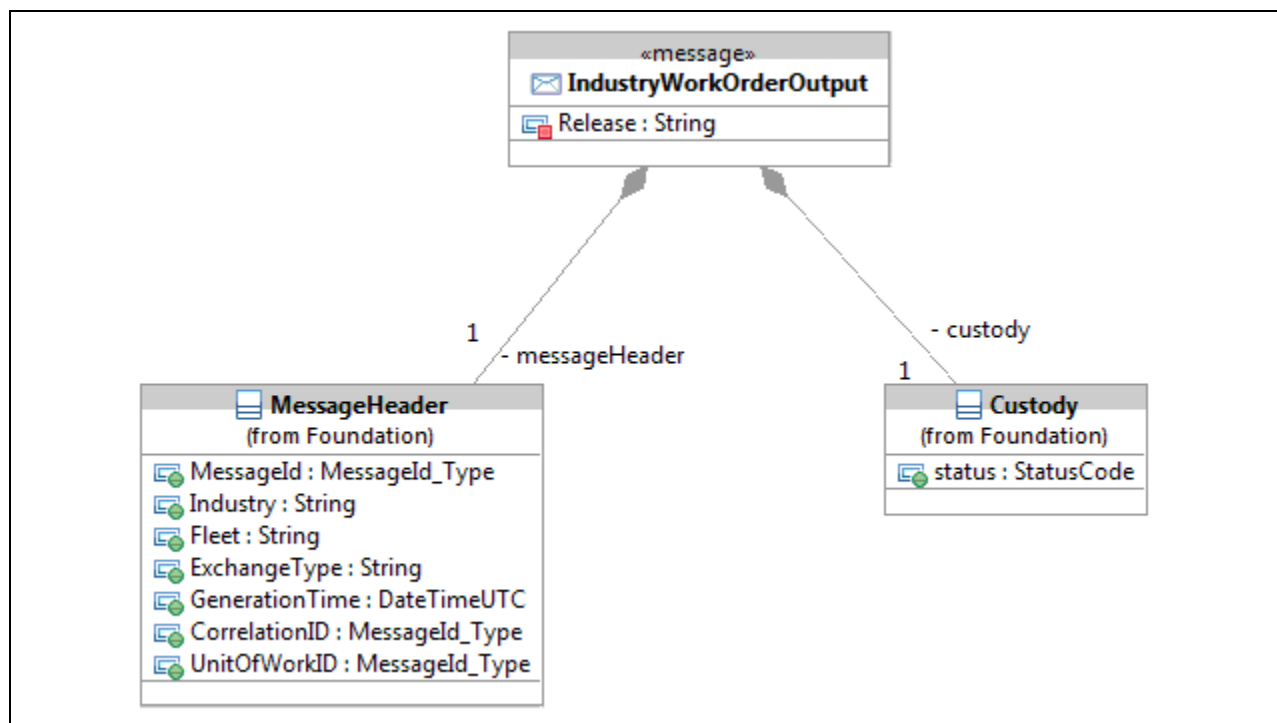 «message»
IndustryWorkOrderOutput
Release : String
1
- messageHeader
- custody
1
MessageHeader
(from Foundation)
MessageId : MessageId_Type
Industry : String
Fleet : String
ExchangeType : String
GenerationTime : DateTimeUTC
CorrelationID : MessageId_Type
UnitOfWorkID : MessageId_Type
Custody
(from Foundation)
status : StatusCode